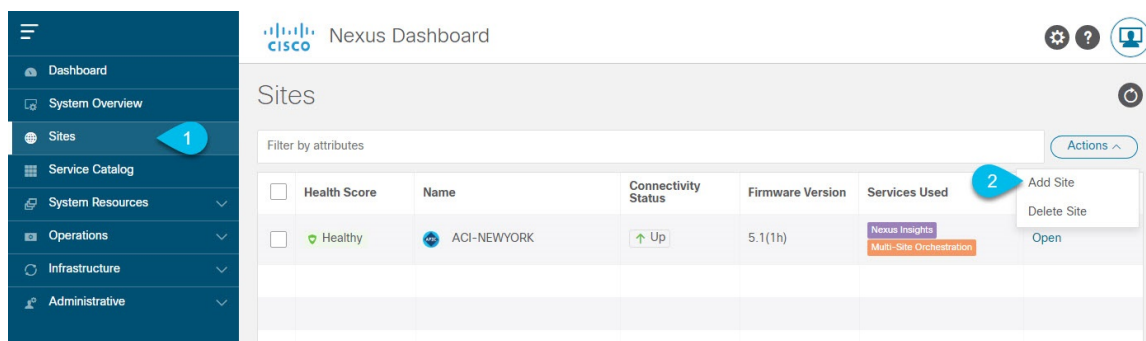 CISCO Nexus Dashboard
?
Dashboard
System Overview
Sites
1
Service Catalog
System Resources
Operations
Infrastructure
Administrative
Sites
Filter by attributes
Actions
Health Score Name Connectivity Status Firmware Version Services Used
2
Add Site
Delete Site
Healthy APIC ACI-NEWYORK Up 5.1(1h) Nexus Insights
Multi-Site Orchestration
Open